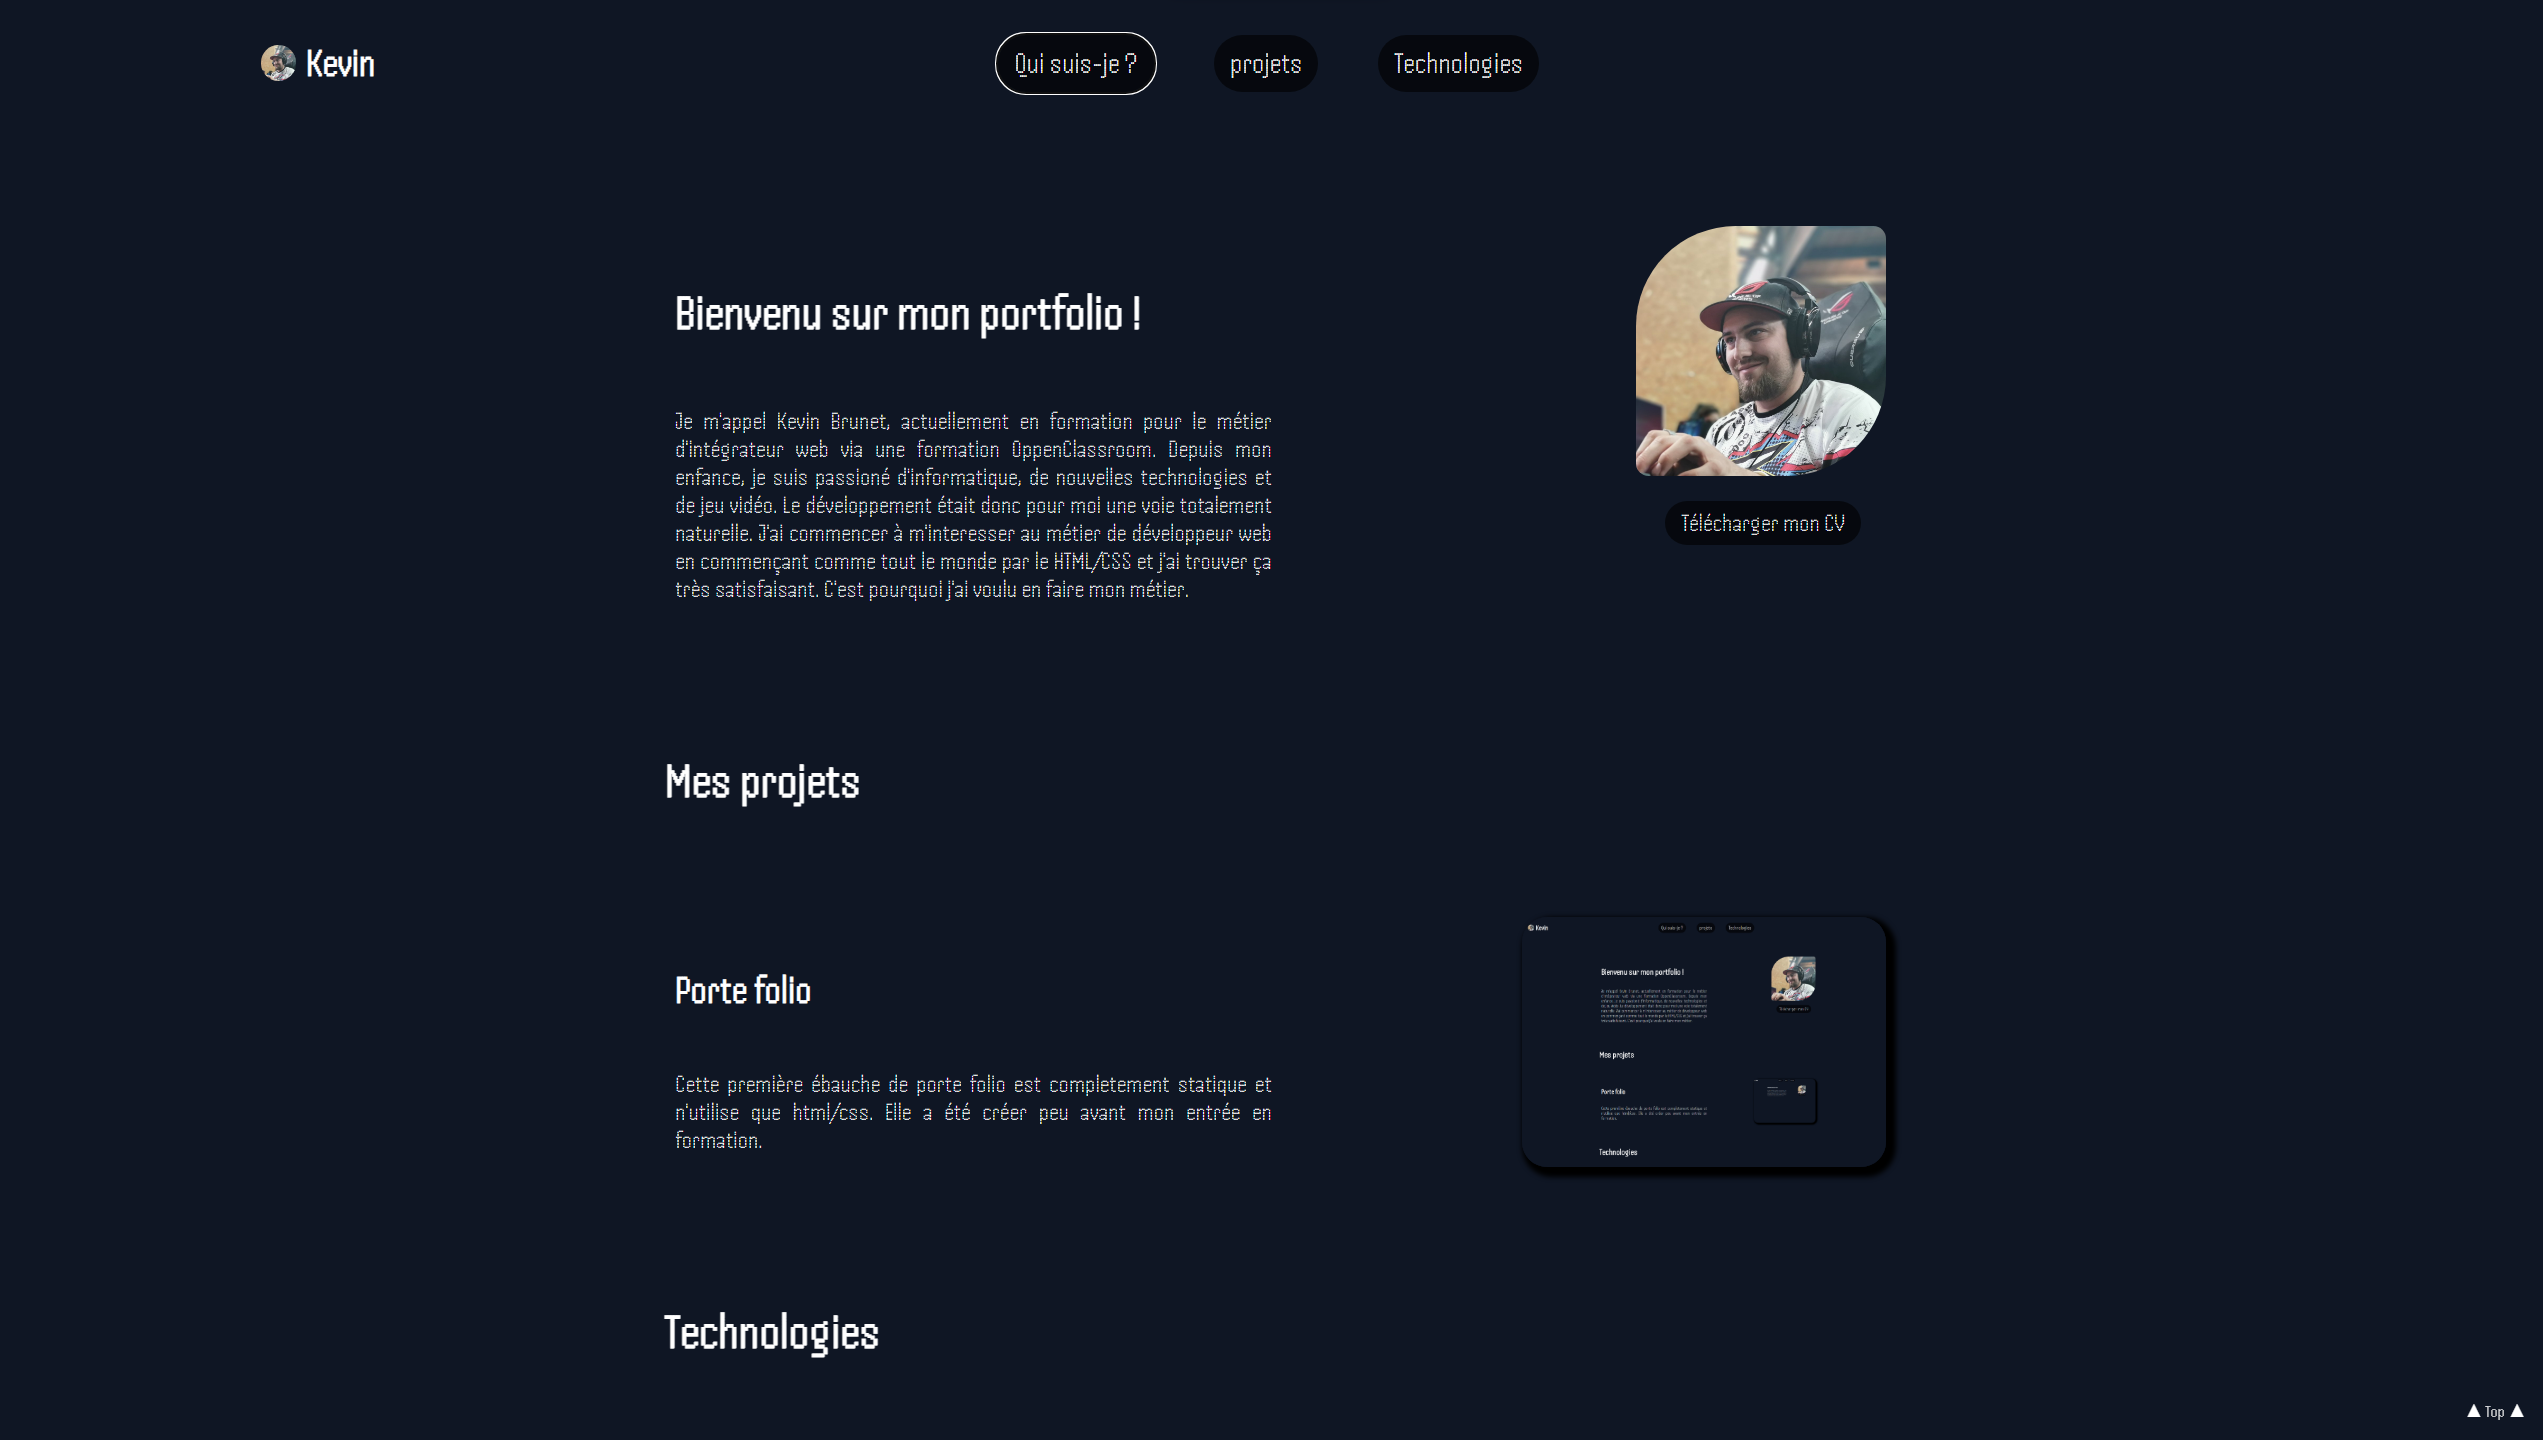 Kevin
Qui suis-je ?
projets
Technologies
Bienvenu sur mon portfolio !
Je m'appel Kevin Brunet, actuellement en formation pour le métier
d'intégrateur web via une formation OppenClassroom. Depuis mon
enfance, je suis passioné d'informatique, de nouvelles technologies et
de jeu vidéo. Le développement était donc pour moi une voie totalement
naturelle. J'ai commencer à m'interesser au métier de développeur web
en commençant comme tout le monde par le HTML/CSS et j'ai trouver ça
très satisfaisant. C'est pourquoi j'ai voulu en faire mon métier.
Télécharger mon CV
Mes projets
Porte folio
Cette première ébauche de porte folio est completement statique et
n'utilise que html/css. Elle a été créer peu avant mon entrée en
formation.
Kevin
Qui suis-je ?
projets
Technologies
Bienvenu sur mon portfolio !
Télécharger mon CV
Mes projets
Porte folio
Technologies
Technologies
▲ Top ▲